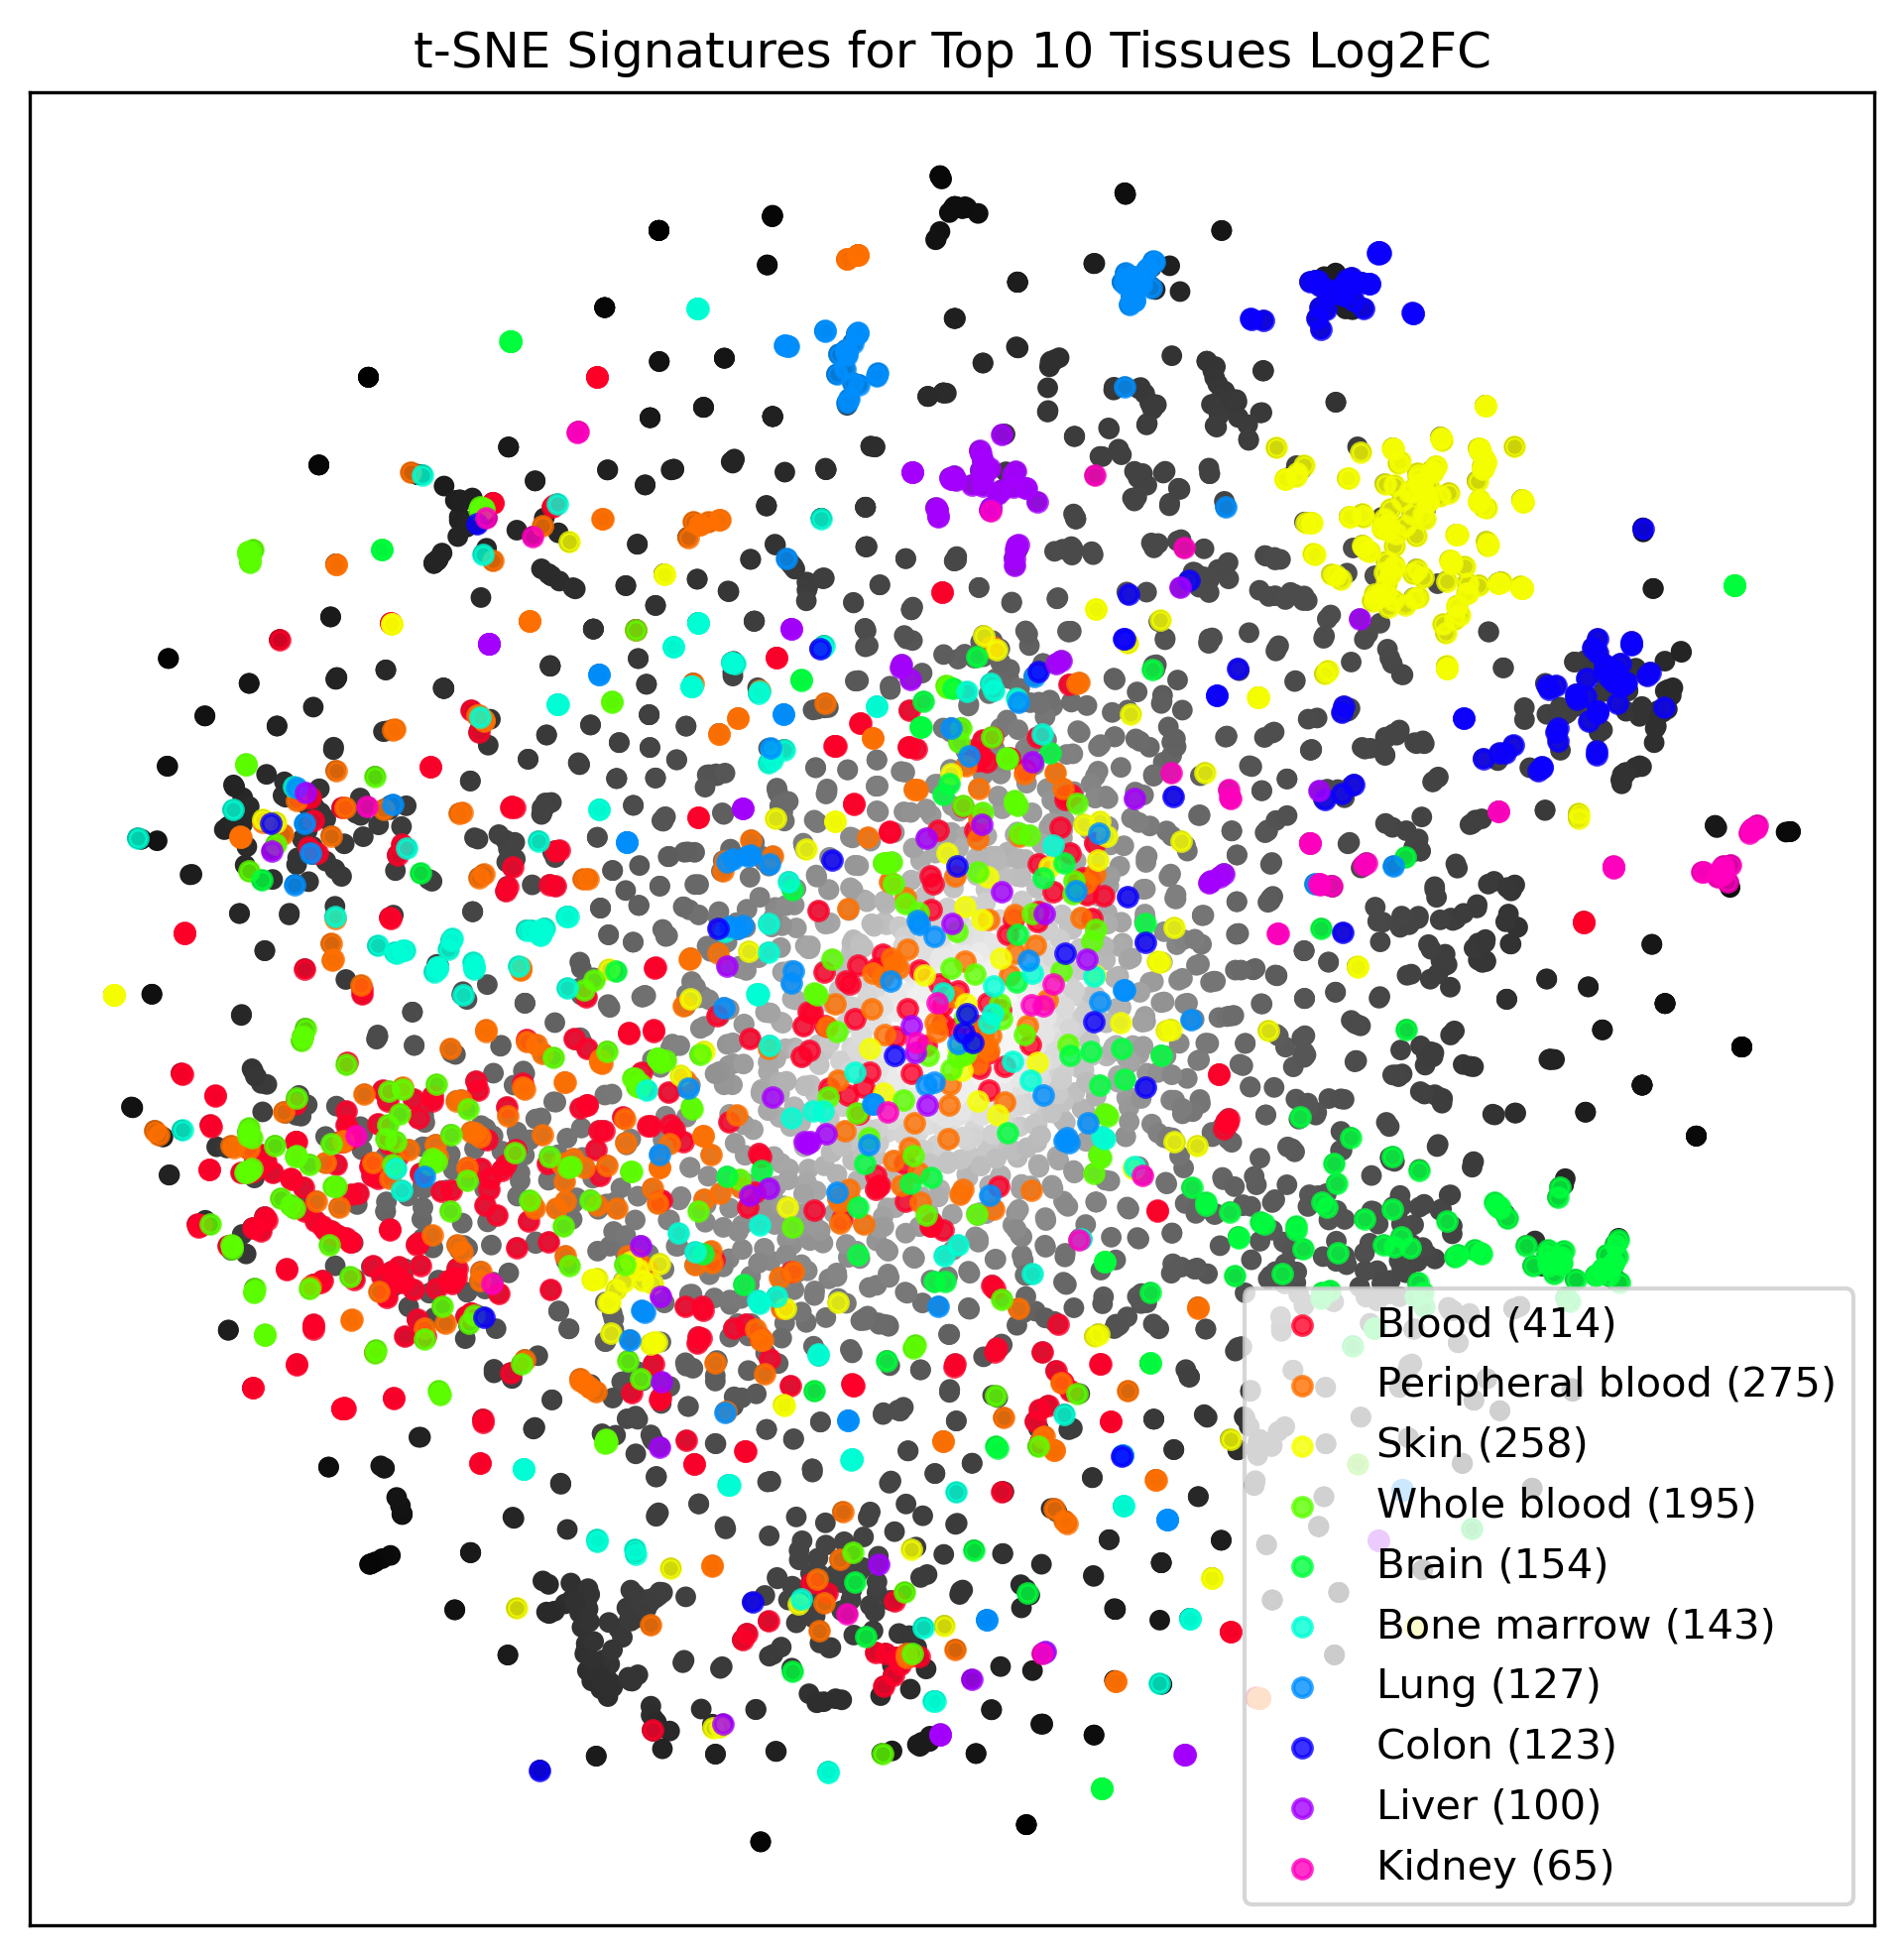 t-SNE Signatures for Top 10 Tissues Log2FC
Blood (414)
Peripheral blood (275)
Skin (258)
Whole blood (195)
Brain (154)
Bone marrow (143)
Lung (127)
Colon (123)
Liver (100)
Kidney (65)